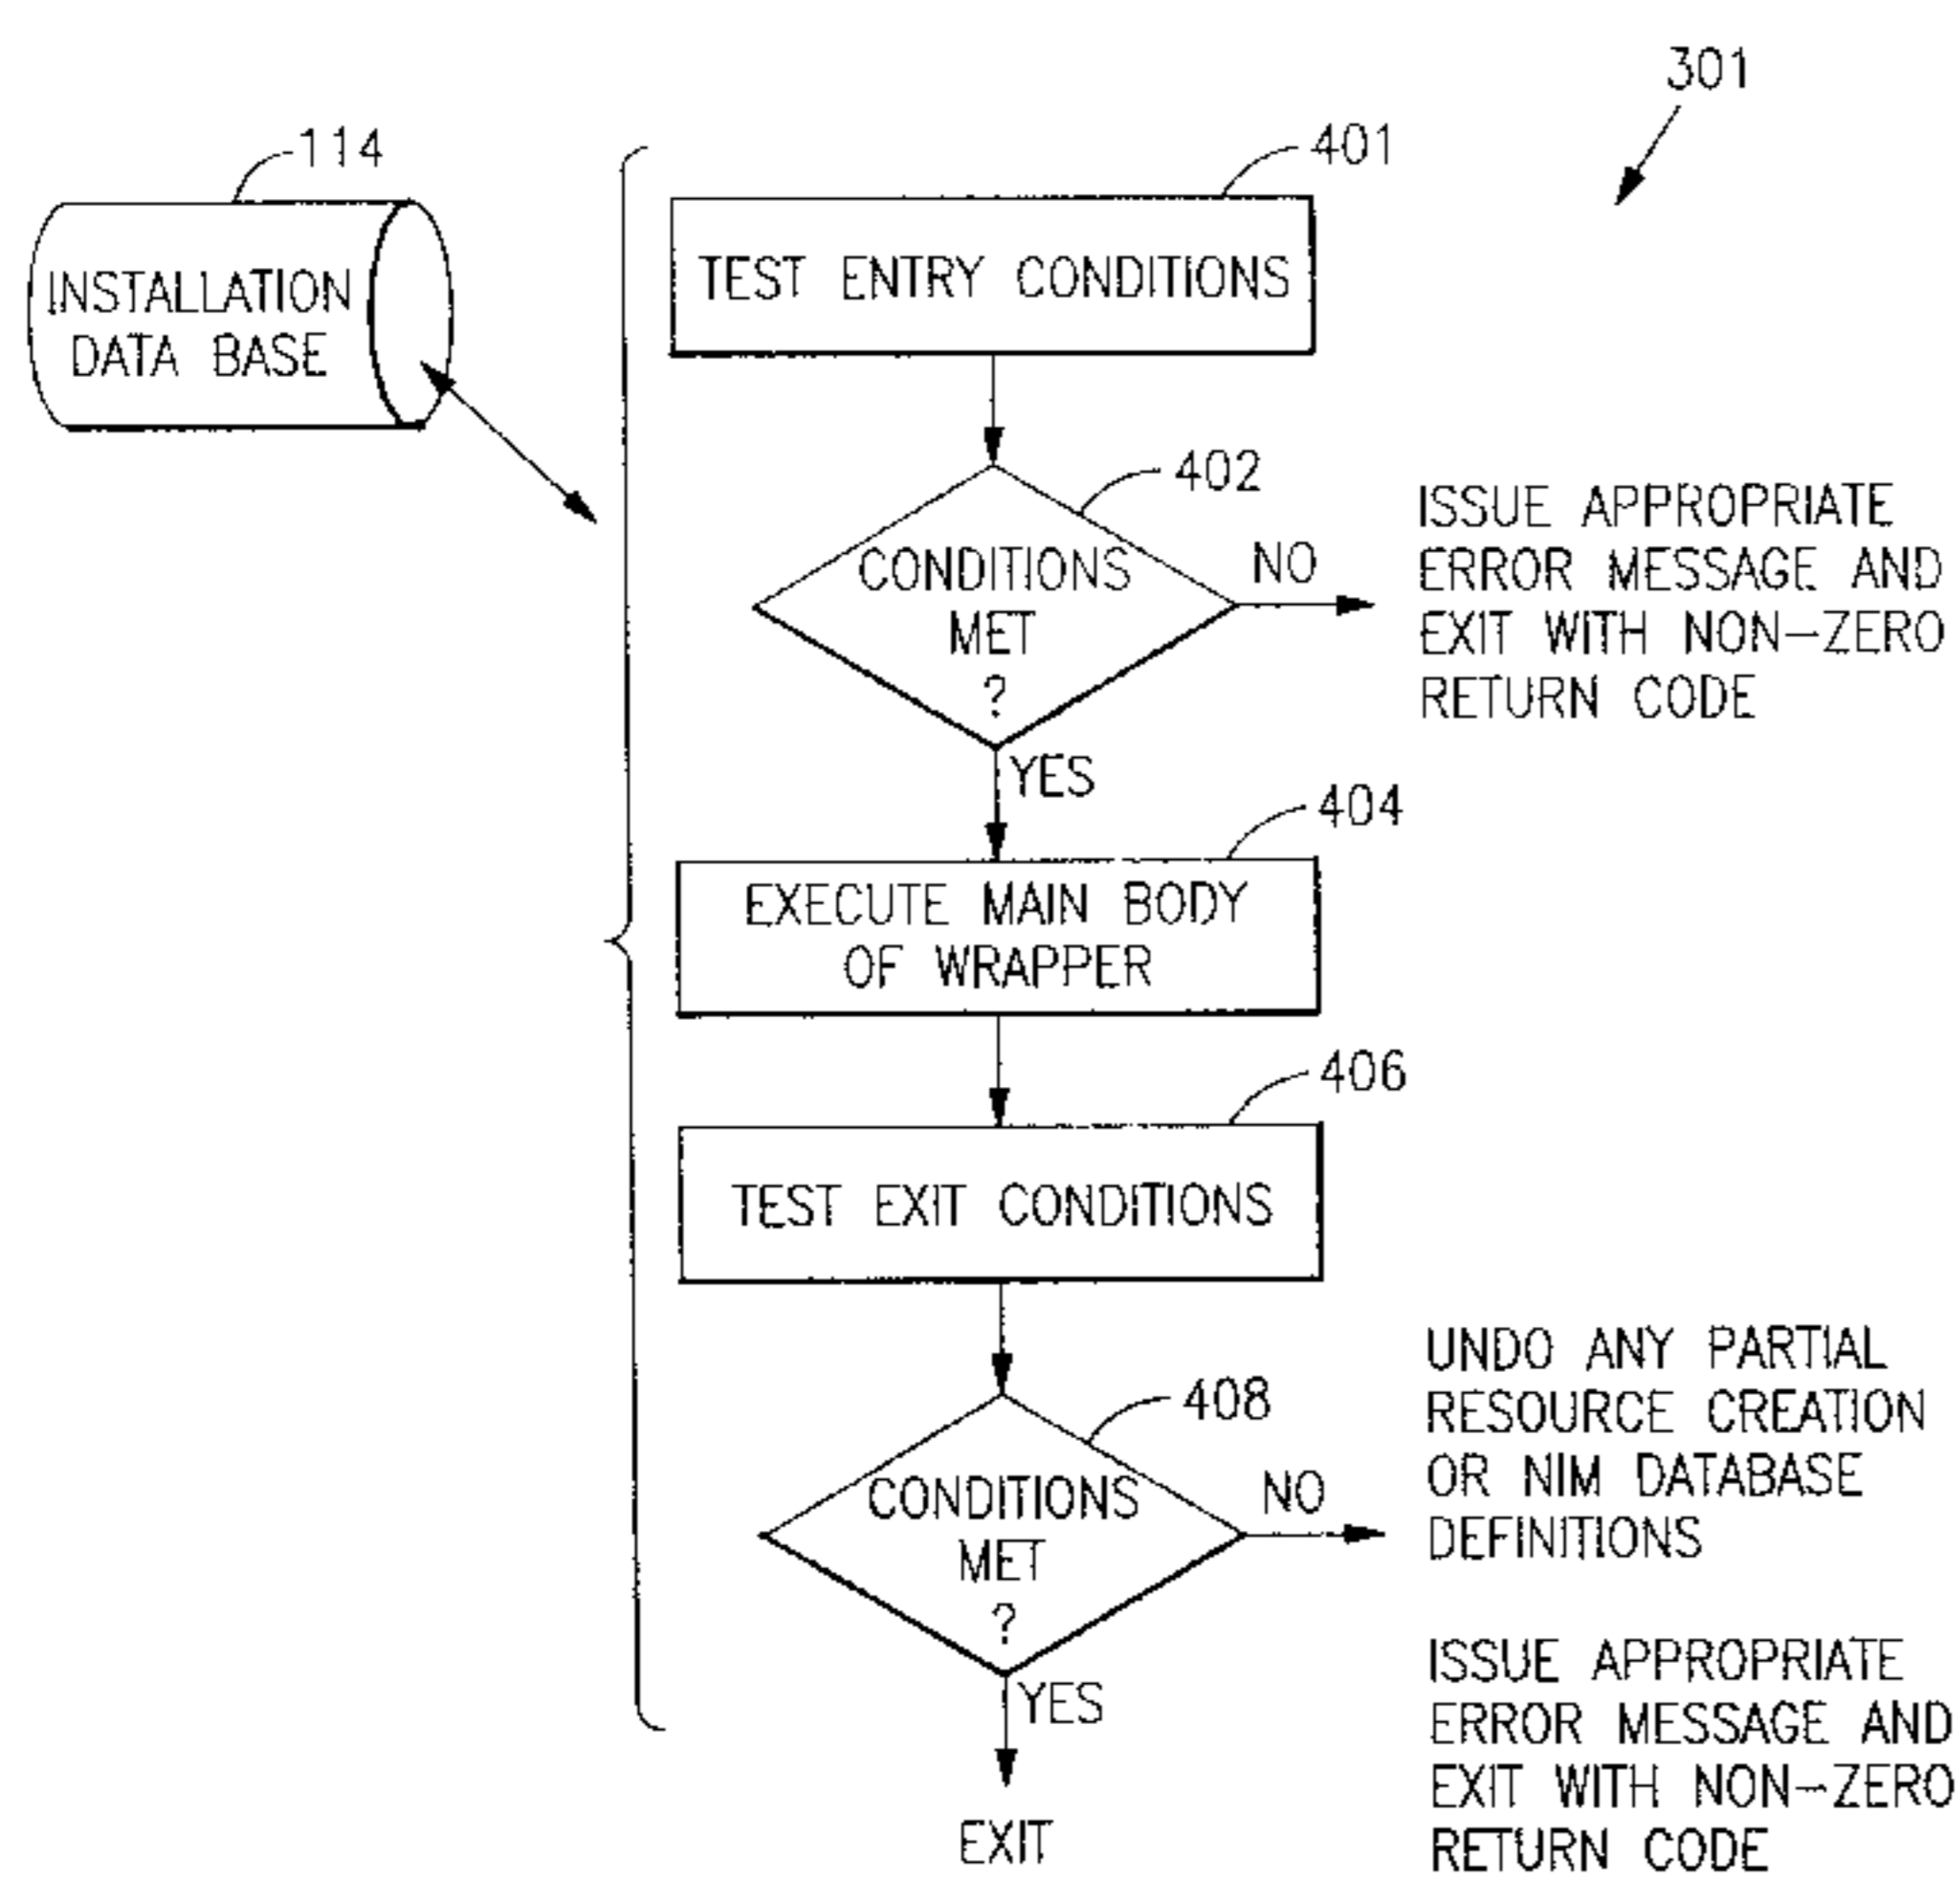 301
114
INSTALLATION
DATA BASE
401
TEST ENTRY CONDITIONS
402
CONDITIONS
MET
?
NO
ISSUE APPROPRIATE
ERROR MESSAGE AND
EXIT WITH NON-ZERO
RETURN CODE
YES
404
EXECUTE MAIN BODY
OF WRAPPER
406
TEST EXIT CONDITIONS
408
CONDITIONS
MET
?
NO
UNDO ANY PARTIAL
RESOURCE CREATION
OR NIM DATABASE
DEFINITIONS
ISSUE APPROPRIATE
ERROR MESSAGE AND
EXIT WITH NON-ZERO
RETURN CODE
YES
EXIT